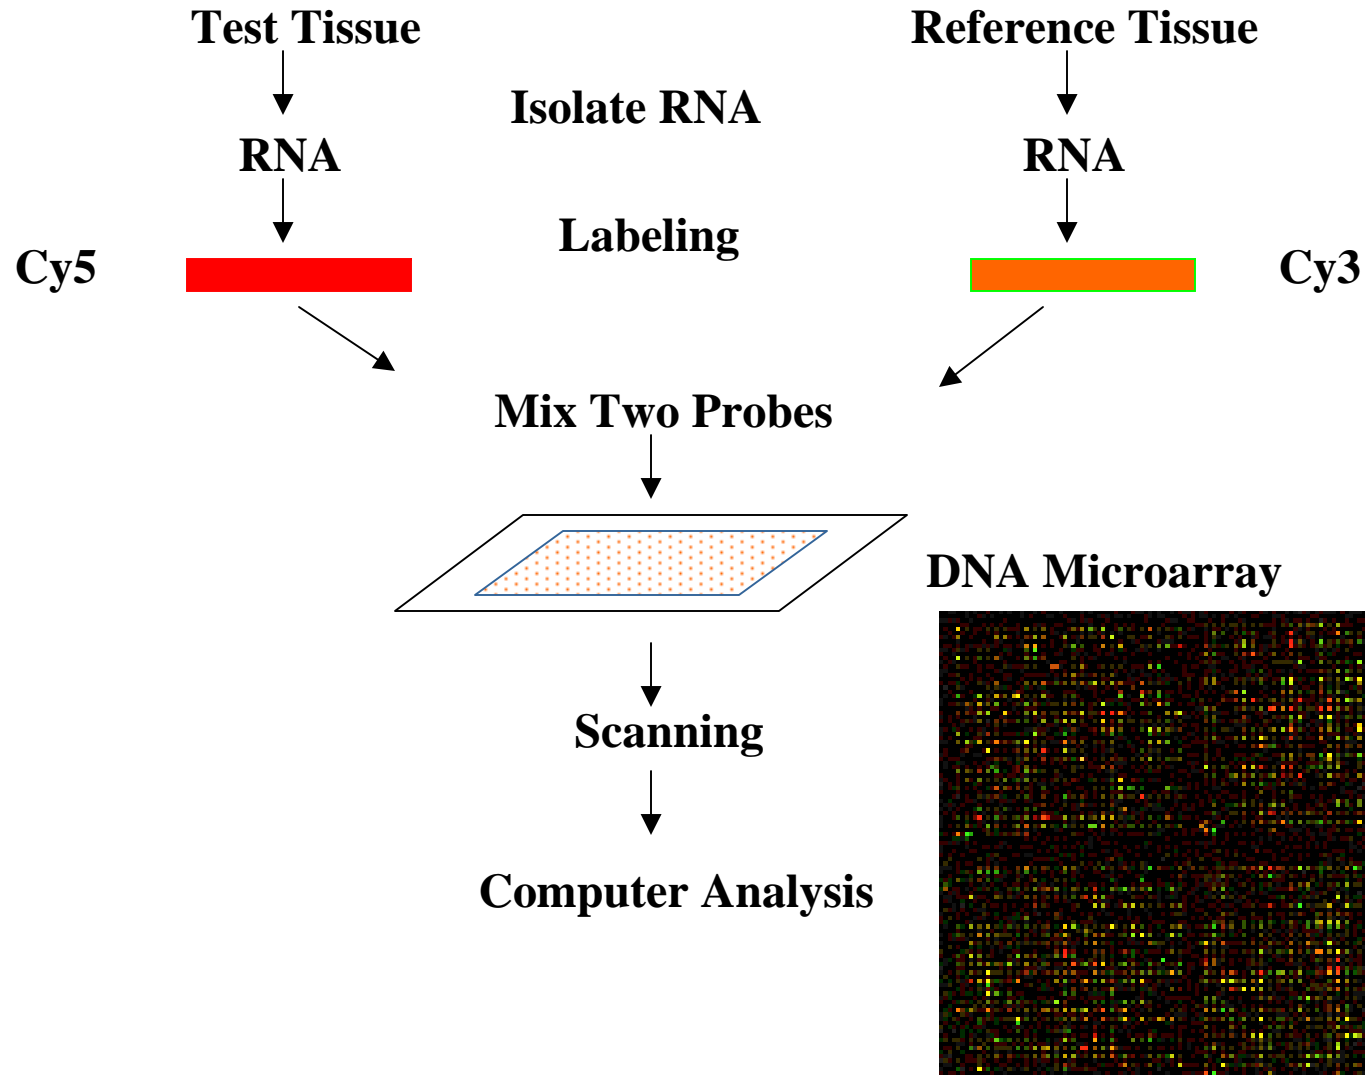 Test Tissue
Reference Tissue
Isolate RNA
RNA
RNA
Labeling
Cy5
Cy3
Mix Two Probes
DNA Microarray
Scanning
Computer Analysis